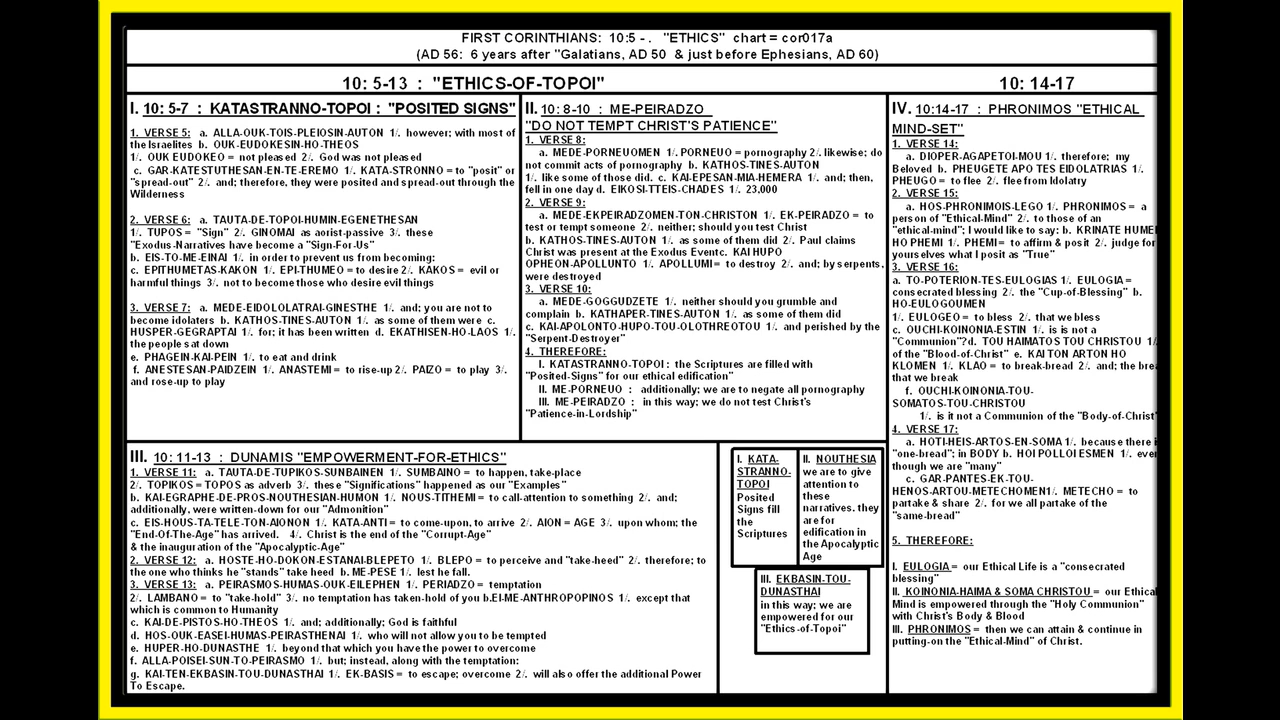 FIRST CORINTHIANS: 10:5 - . "ETHICS" chart = cor017a
(AD 56: 6 years after "Galatians, AD 50 & just before Ephesians, AD 60)
10: 5-13 : "ETHICS-OF-TOPOI"
10: 14-17
I. 10: 5-7 : KATASTRANNO-TOPOI : "POSITED SIGNS"
1. VERSE 5: a. ALLA-OUK-TOIS-PLEIOSIN-AUTON 1/. however; with most of
the Israelites b. OUK-EUDOKESIN-HO-THEOS
1/. OUK EUDOKEO = not pleased 2/. God was not pleased
c. GAR-KATESTUTHESAN-EN-TE-EREMO 1/. KATA-STRONNO = to "posit" or
"spread-out" 2/. and; therefore, they were posited and spread-out through the
Wilderness
2. VERSE 6: a. TAUTA-DE-TOPOI-HUMIN-EGENETHESAN
1/. TUPOS = "Sign" 2/. GINOMAI as aorist-passive 3/. these
"Exodus-Narratives have become a "Sign-For-Us"
b. EIS-TO-ME-EINAI 1/. in order to prevent us from becoming:
c. EPITHUMETAS-KAKON 1/. EPI-THUMEO = to desire 2/. KAKOS = evil or
harmful things 3/. not to become those who desire evil things
3. VERSE 7: a. MEDE-EIDOLOLATRAI-GINESTHE 1/. and; you are not to
become idolaters b. KATHOS-TINES-AUTON 1/. as some of them were c.
HUSPER-GEGRAPTAI 1/. for; it has been written d. EKATHISEN-HO-LAOS 1/.
the people sat down
e. PHAGEIN-KAI-PEIN 1/. to eat and drink
f. ANESTESAN-PAIDZEIN 1/. ANASTEMI = to rise-up 2/. PAIZO = to play 3/.
and rose-up to play
II. 10: 8-10 : ME-PEIRADZO
"DO NOT TEMPT CHRIST'S PATIENCE"
1. VERSE 8:
a. MEDE-PORNEUOMEN 1/. PORNEUO = pornography 2/. likewise; do
not commit acts of pornography b. KATHOS-TINES-AUTON
1/. like some of those did. c. KAI-EPESAN-MIA-HEMERA 1/. and; then,
fell in one day d. EIKOSI-TTEIS-CHADES 1/. 23,000
2. VERSE 9:
a. MEDE-EKPEIRADZOMEN-TON-CHRISTON 1/. EK-PEIRADZO = to
test or tempt someone 2/. neither; should you test Christ
b. KATHOS-TINES-AUTON 1/. as some of them did 2/. Paul claims
Christ was present at the Exodus Eventc. KAI HUPO
OPHEON-APOLLUNTO 1/. APOLLUMI = to destroy 2/. and; by serpents,
were destroyed
3. VERSE 10:
a. MEDE-GOGGUDZETE 1/. neither should you grumble and
complain b. KATHAPER-TINES-AUTON 1/. as some of them did
c. KAI-APOLONTO-HUPO-TOU-OLOTHREOTOU 1/. and perished by the
"Serpent-Destroyer"
4. THEREFORE:
I. KATASTRANNO-TOPOI : the Scriptures are filled with
"Posited-Signs" for our ethical edification
II. ME-PORNEUO : additionally; we are to negate all pornography
III. ME-PEIRADZO : in this way; we do not test Christ's
"Patience-in-Lordship"
III. 10: 11-13 : DUNAMIS "EMPOWERMENT-FOR-ETHICS"
1. VERSE 11: a. TAUTA-DE-TUPIKOS-SUNBAINEN 1/. SUMBAINO = to happen, take-place
2/. TOPIKOS = TOPOS as adverb 3/. these "Significations" happened as our "Examples"
b. KAI-EGRAPHE-DE-PROS-NOUTHESIAN-HUMON 1/. NOUS-TITHEMI = to call-attention to something 2/. and;
additionally, were written-down for our "Admonition"
c. EIS-HOUS-TA-TELE-TON-AIONON 1/. KATA-ANTI = to come-upon, to arrive 2/. AION = AGE 3/. upon whom; the
"End-Of-The-Age" has arrived. 4/. Christ is the end of the "Corrupt-Age"
& the inauguration of the "Apocalyptic-Age"
2. VERSE 12: a. HOSTE-HO-DOKON-ESTANAI-BLEPETO 1/. BLEPO = to perceive and "take-heed" 2/. therefore; to
the one who thinks he "stands" take heed b. ME-PESE 1/. lest he fall.
3. VERSE 13: a. PEIRASMOS-HUMAS-OUK-EILEPHEN 1/. PERIADZO = temptation
2/. LAMBANO = to "take-hold" 3/. no temptation has taken-hold of you b.EI-ME-ANTHROPOPINOS 1/. except that
which is common to Humanity
c. KAI-DE-PISTOS-HO-THEOS 1/. and; additionally; God is faithful
d. HOS-OUK-EASEI-HUMAS-PEIRASTHENAI 1/. who will not allow you to be tempted
e. HUPER-HO-DUNASTHE 1/. beyond that which you have the power to overcome
f. ALLA-POISEI-SUN-TO-PEIRASMO 1/. but; instead, along with the temptation:
g. KAI-TEN-EKBASIN-TOU-DUNASTHAI 1/. EK-BASIS = to escape; overcome 2/. will also offer the additional Power
To Escape.
I. KATA-
STRANNO-
TOPOI
Posited
Signs fill
the
Scriptures
II. NOUTHESIA
we are to give
attention to
these
narratives. they
are for
edification in
the Apocalyptic
Age
III. EKBASIN-TOU-
DUNASTHAI
in this way; we are
empowered for our
"Ethics-of-Topoi"
IV. 10:14-17 : PHRONIMOS "ETHICAL
MIND-SET"
1. VERSE 14:
a. DIOPER-AGAPETOI-MOU 1/. therefore; my
Beloved b. PHEUGETE APO TES EIDOLATRIAS 1/.
PHEUGO = to flee 2/. flee from Idolatry
2. VERSE 15:
a. HOS-PHRONIMOIS-LEGO 1/. PHRONIMOS = a
person of "Ethical-Mind" 2/. to those of an
"ethical-mind"; I would like to say: b. KRINATE HUMEI
HO PHEMI 1/. PHEMI = to affirm & posit 2/. judge for
yourselves what I posit as "True"
3. VERSE 16:
a. TO-POTERION-TES-EULOGIAS 1/. EULOGIA =
consecrated blessing 2/. the "Cup-of-Blessing" b.
HO-EULOGOUMEN
1/. EULOGEO = to bless 2/. that we bless
c. OUCHI-KOINONIA-ESTIN 1/. is is not a
"Communion"?d. TOU HAIMATOS TOU CHRISTOU 1/
of the "Blood-of-Christ" e. KAI TON ARTON HO
KLOMEN 1/. KLAO = to break-bread 2/. and; the brea
that we break
f. OUCHI-KOINONIA-TOU-
SOMATOS-TOU-CHRISTOU
1/. is it not a Communion of the "Body-of-Christ"
4. VERSE 17:
a. HOTI-HEIS-ARTOS-EN-SOMA 1/. because there i
"one-bread"; in BODY b. HOI POLLOI ESMEN 1/. ever
though we are "many"
c. GAR-PANTES-EK-TOU-
HENOS-ARTOU-METECHOMEN1/. METECHO = to
partake & share 2/. for we all partake of the
"same-bread"
5. THEREFORE:
I. EULOGIA = our Ethical Life is a "consecrated
blessing"
II. KOINONIA-HAIMA & SOMA CHRISTOU = our Ethical
Mind is empowered through the "Holy Communion"
with Christ's Body & Blood
III. PHRONIMOS = then we can attain & continue in
putting-on the "Ethical-Mind" of Christ.